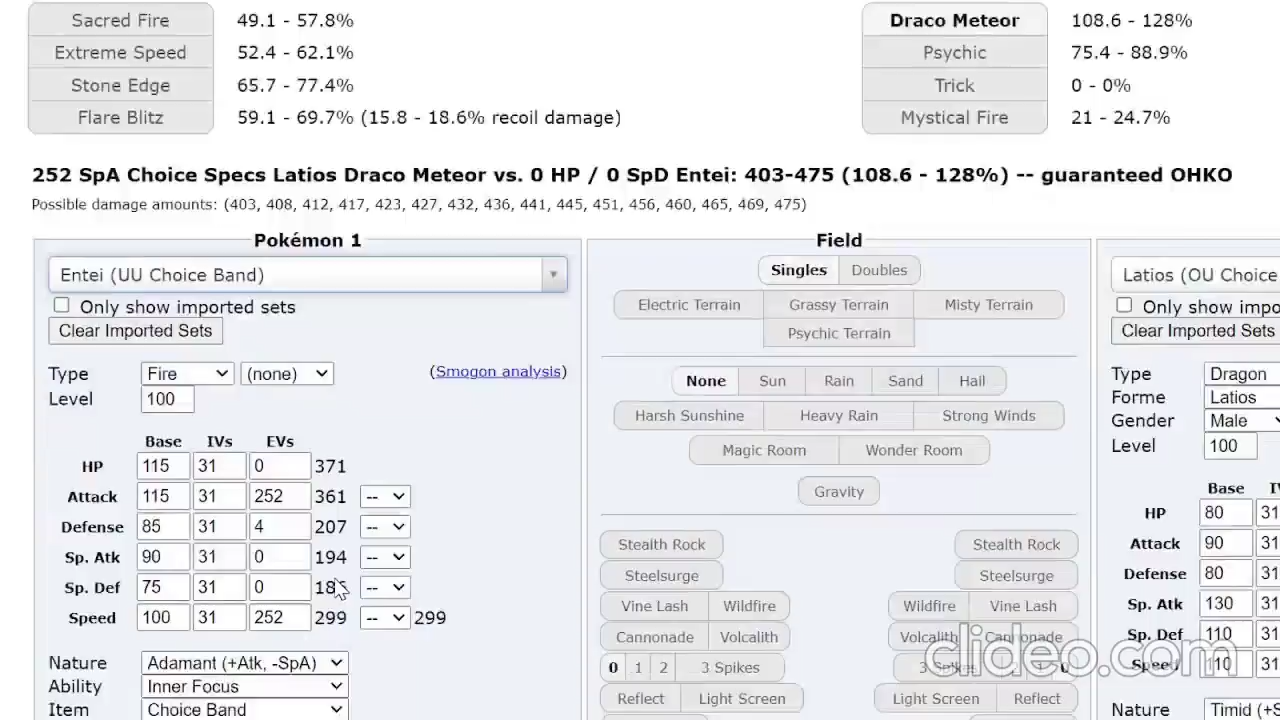 Sacred Fire 49.1 - 57.8% Draco Meteor 108.6 - 128%
Extreme Speed 52.4 - 62.1% Psychic 75.4 - 88.9%
Stone Edge 65.7 - 77.4% Trick 0 - 0%
Flare Blitz 59.1 - 69.7% (15.8 - 18.6% recoil damage) Mystical Fire 21 - 24.7%
252 SpA Choice Specs Latios Draco Meteor vs. 0 HP / 0 SpD Entei: 403-475 (108.6 - 128%) -- guaranteed OHKO
Possible damage amounts: (403, 408, 412, 417, 423, 427, 432, 436, 441, 445, 451, 456, 460, 465, 469, 475)
Pokémon 1
Entei (UU Choice Band)
Only show imported sets
Clear Imported Sets
Type Fire (none) (Smogon analysis)
Level 100
Base IVs EVs
HP 115 31 0 371
Attack 115 31 252 361 --
Defense 85 31 4 207 --
Sp. Atk 90 31 0 194 --
Sp. Def 75 31 0 --
Speed 100 31 252 299 -- 299
Nature Adamant (+Atk, -SpA)
Ability Inner Focus
Item Choice Band
Field
Singles Doubles
Electric Terrain Grassy Terrain Misty Terrain
Psychic Terrain
None Sun Rain Sand Hail
Harsh Sunshine Heavy Rain Strong Winds
Magic Room Wonder Room
Gravity
Stealth Rock Stealth Rock
Steelsurge Steelsurge
Vine Lash Wildfire Wildfire Vine Lash
Cannonade Volcalith Volcalith Cannonade
0 1 2 3 Spikes 3 Spikes 0
Reflect Light Screen Light Screen Reflect
Latios (OU Choice
Only show impo
Clear Imported Sets
Type Dragon
Forme Latios
Gender Male
Level 100
Base
HP 80 31
Attack 90 31
Defense 80 31
Sp. Atk 130 31
Sp. Def 110 31
Speed 110 31
Nature Timid (+S
clideo.com